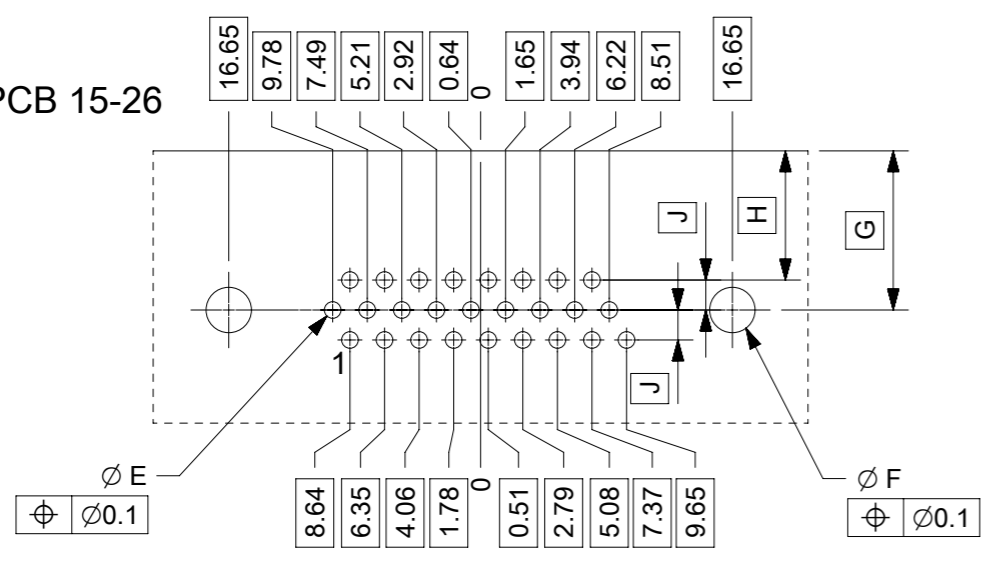 16.65
9.78
7.49
5.21
2.92
0.64
0
1.65
3.94
6.22
8.51
16.65
PCB 15-26
J
H
G
1
J
Ø E
Ø0.1
8.64
6.35
4.06
1.78
0
0.51
2.79
5.08
7.37
9.65
Ø F
Ø0.1